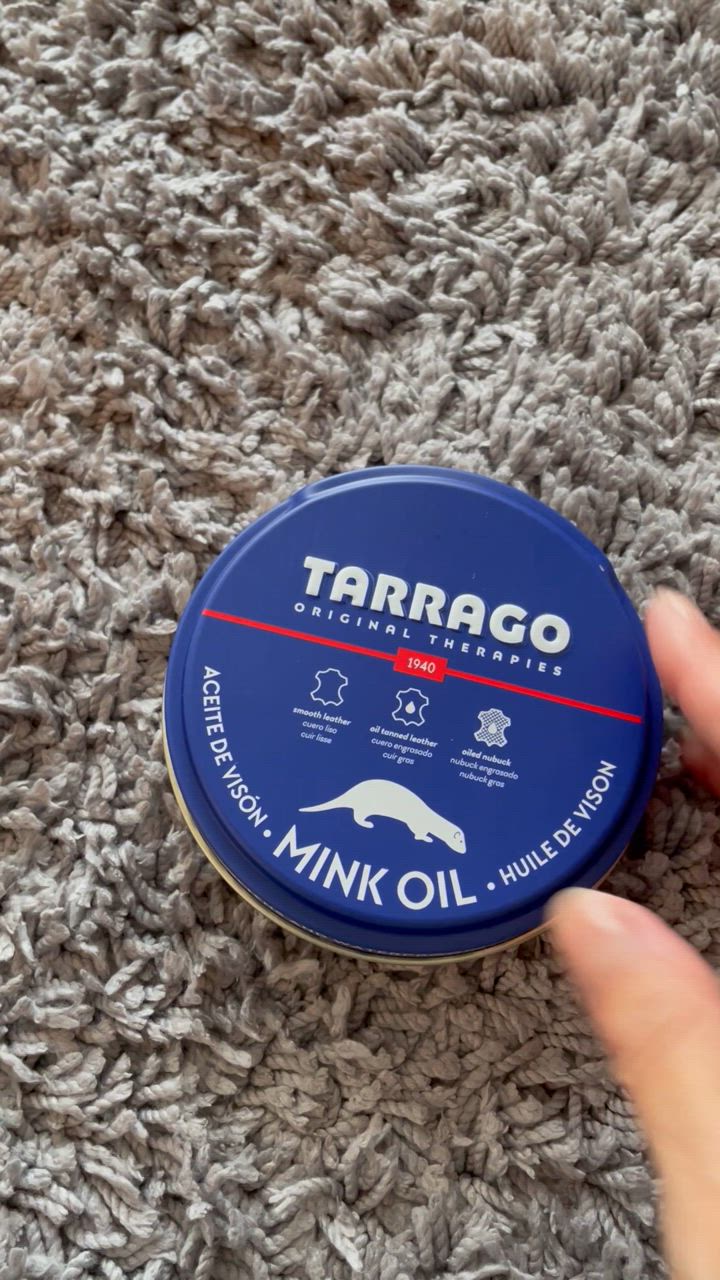 TARRAGO
ORIGINAL THERAPIES
1940
smooth leather
cuero liso
cuir lisse
oil tanned leather
cuero engrasado
cuir gras
oiled nubuck
nubuck engrasado
nubuck gras
ACEITE DE VISÓN • MINK OIL • HUILE DE VISON